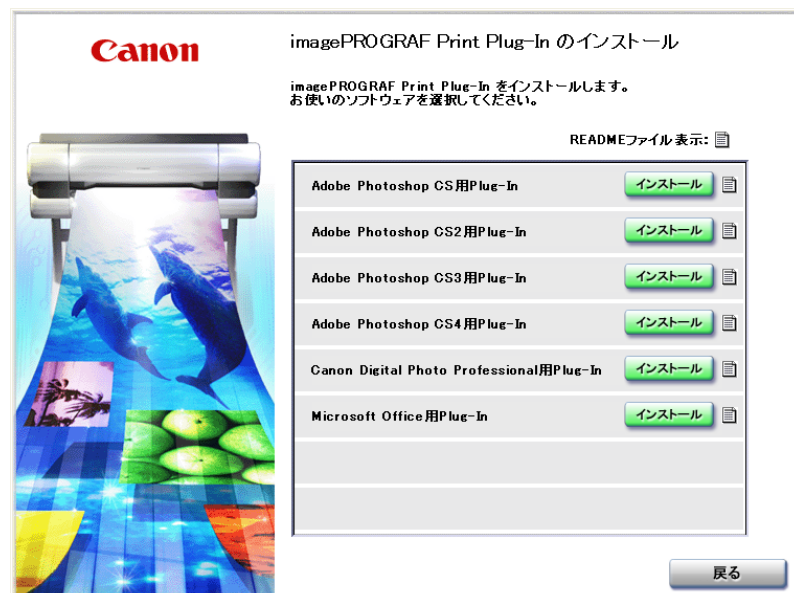 Canon
imagePROGRAF Print Plug-In のインストール
imagePROGRAF Print Plug-In をインストールします。
お使いのソフトウェアを選択してください。
READMEファイル表示:
Adobe Photoshop CS用Plug-In インストール
Adobe Photoshop CS2用Plug-In インストール
Adobe Photoshop CS3用Plug-In インストール
Adobe Photoshop CS4用Plug-In インストール
Canon Digital Photo Professional用Plug-In インストール
Microsoft Office用Plug-In インストール
戻る